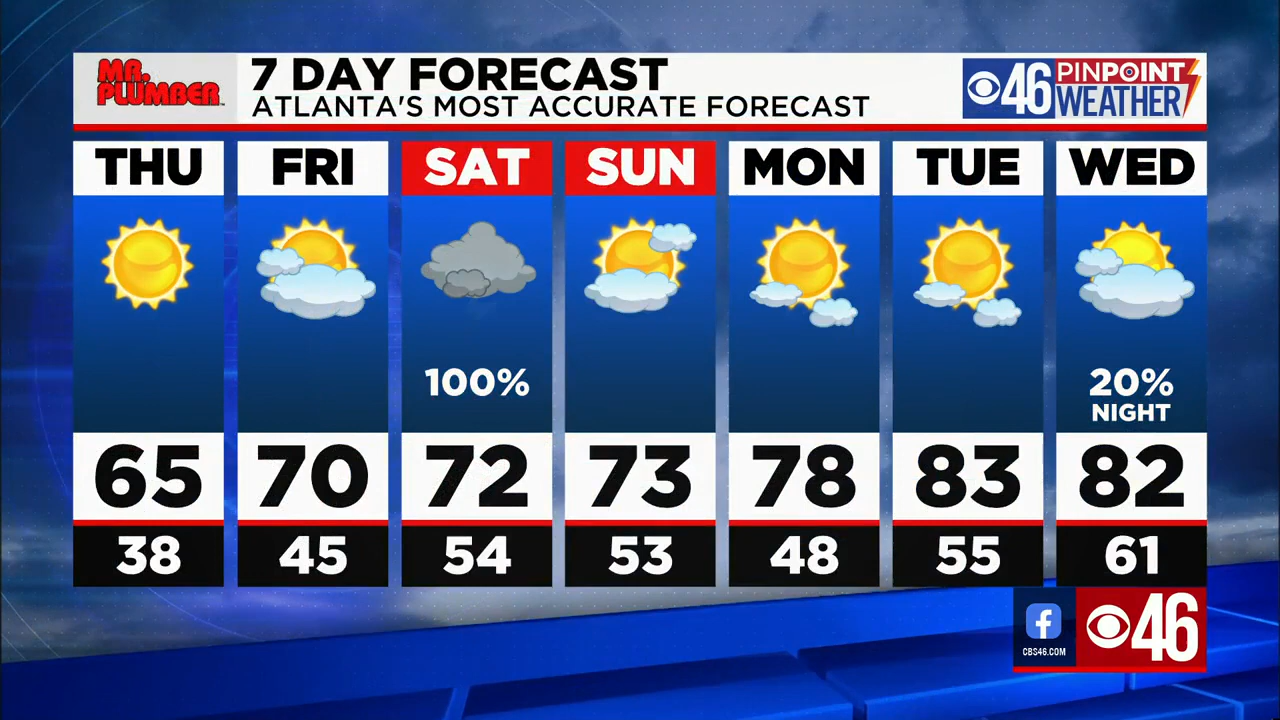 MR.
PLUMBER
7 DAY FORECAST
ATLANTA'S MOST ACCURATE FORECAST
46 PINPOINT
WEATHER
THU FRI SAT SUN MON TUE WED
100% 20%
NIGHT
65 70 72 73 78 83 82
38 45 54 53 48 55 61
f
CBS46.COM
46